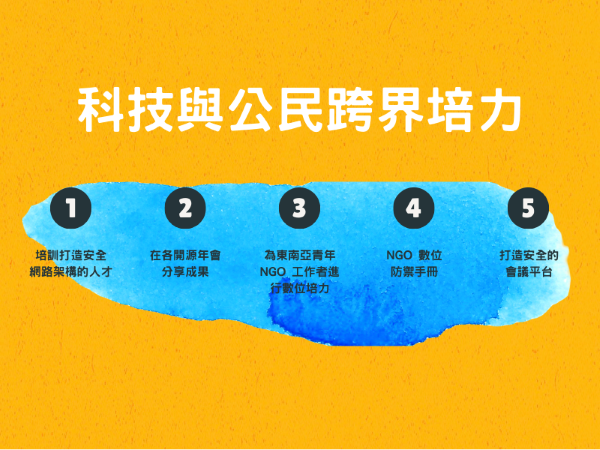 科技與公民跨界培力
1
培訓打造安全
網路架構的人才
2
在各開源年會
分享成果
3
為東南亞青年
NGO 工作者進
行數位培力
4
NGO 數位
防禦手冊
5
打造安全的
會議平台